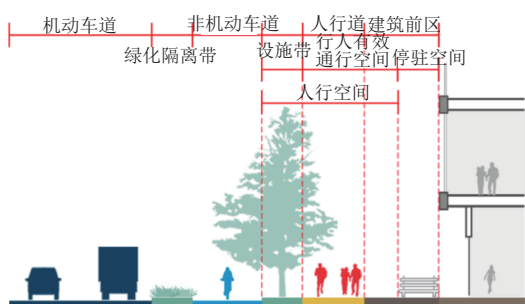 机动车道
非机动车道
人行道
建筑前区
绿化隔离带
设施带
行人有效
通行空间
停驻空间
人行空间